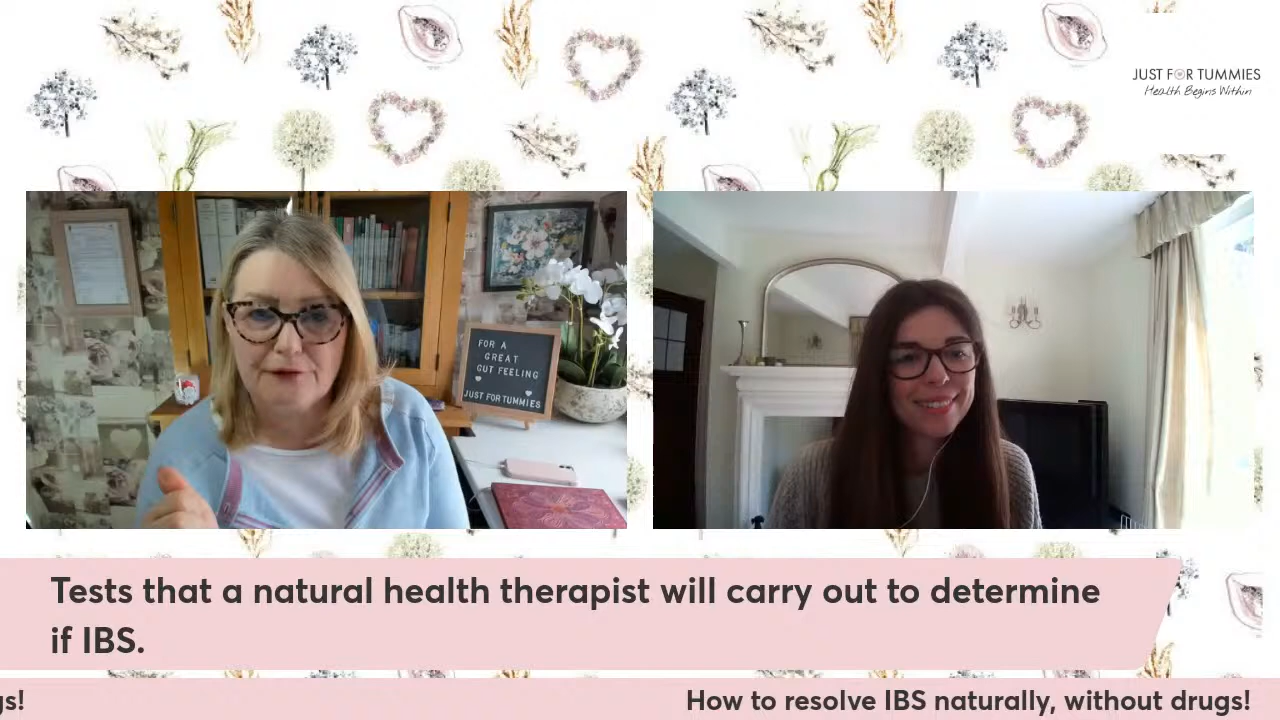 JUST FOR TUMMIES
Health Begins Within
FOR A
GREAT
GUT FEELING
JUST FOR TUMMIES
Tests that a natural health therapist will carry out to determine
if IBS.
gs!
How to resolve IBS naturally, without drugs!